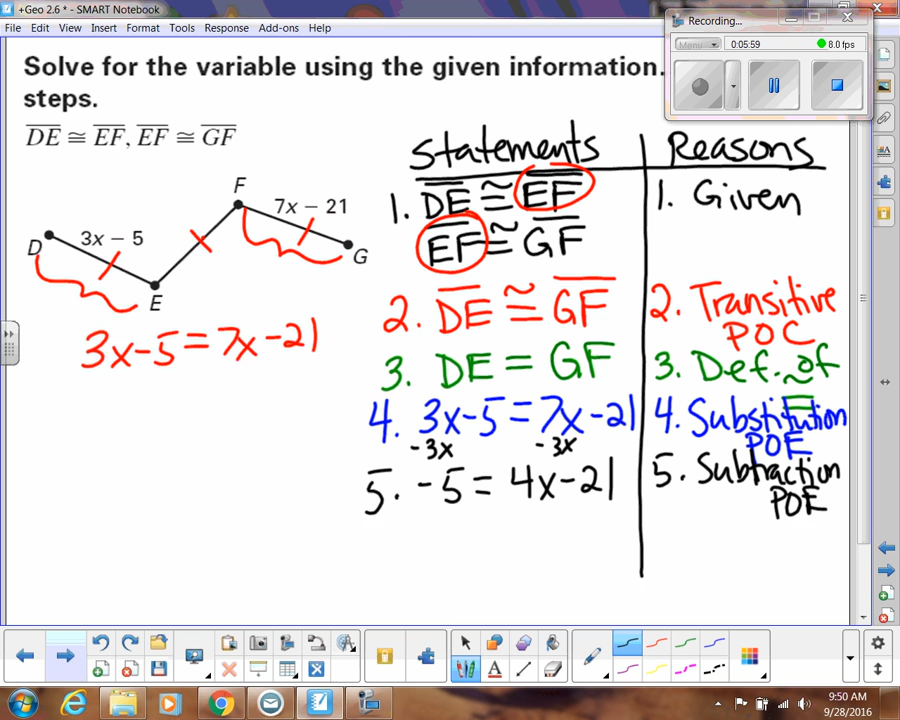 +Geo 2.6 * - SMART Notebook
File Edit View Insert Format Tools Response Add-ons Help
Recording...
Menu 0:05:59 8.0 fps
Solve for the variable using the given information.
steps.
DE ≅ EF, EF ≅ GF
Statements Reasons
1. DE ≅ EF 1. Given
EF ≅ GF
F
7x − 21
D 3x − 5
G
E
2. DE ≅ GF 2. Transitive
POC
3x-5=7x-21
3. DE = GF 3. Def. of
≅
4. 3x-5=7x-21 4. Substitution
POE
-3x -3x
5. -5 = 4x-21 5. Subtraction
POE
9:50 AM
9/28/2016